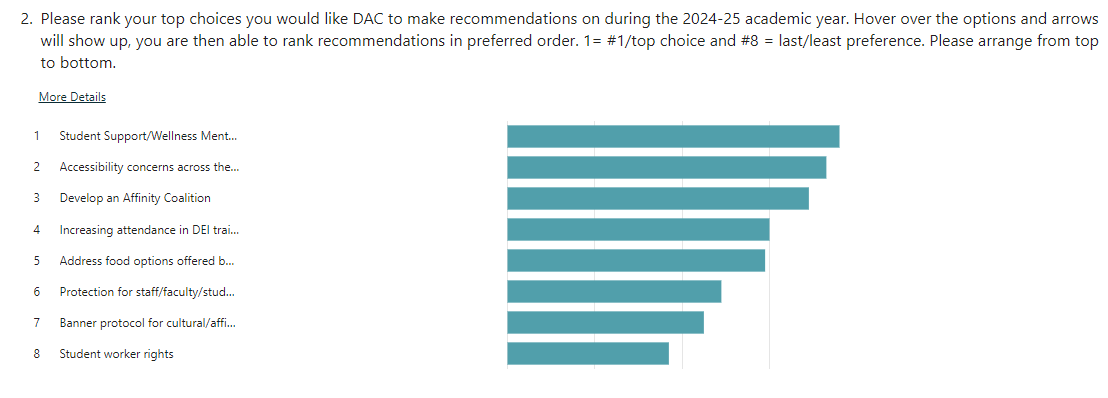 2. Please rank your top choices you would like DAC to make recommendations on during the 2024-25 academic year. Hover over the options and arrows
will show up, you are then able to rank recommendations in preferred order. 1= #1/top choice and #8 = last/least preference. Please arrange from top
to bottom.
More Details
1 Student Support/Wellness Ment...
2 Accessibility concerns across the...
3 Develop an Affinity Coalition
4 Increasing attendance in DEI trai...
5 Address food options offered b...
6 Protection for staff/faculty/stud...
7 Banner protocol for cultural/affi...
8 Student worker rights